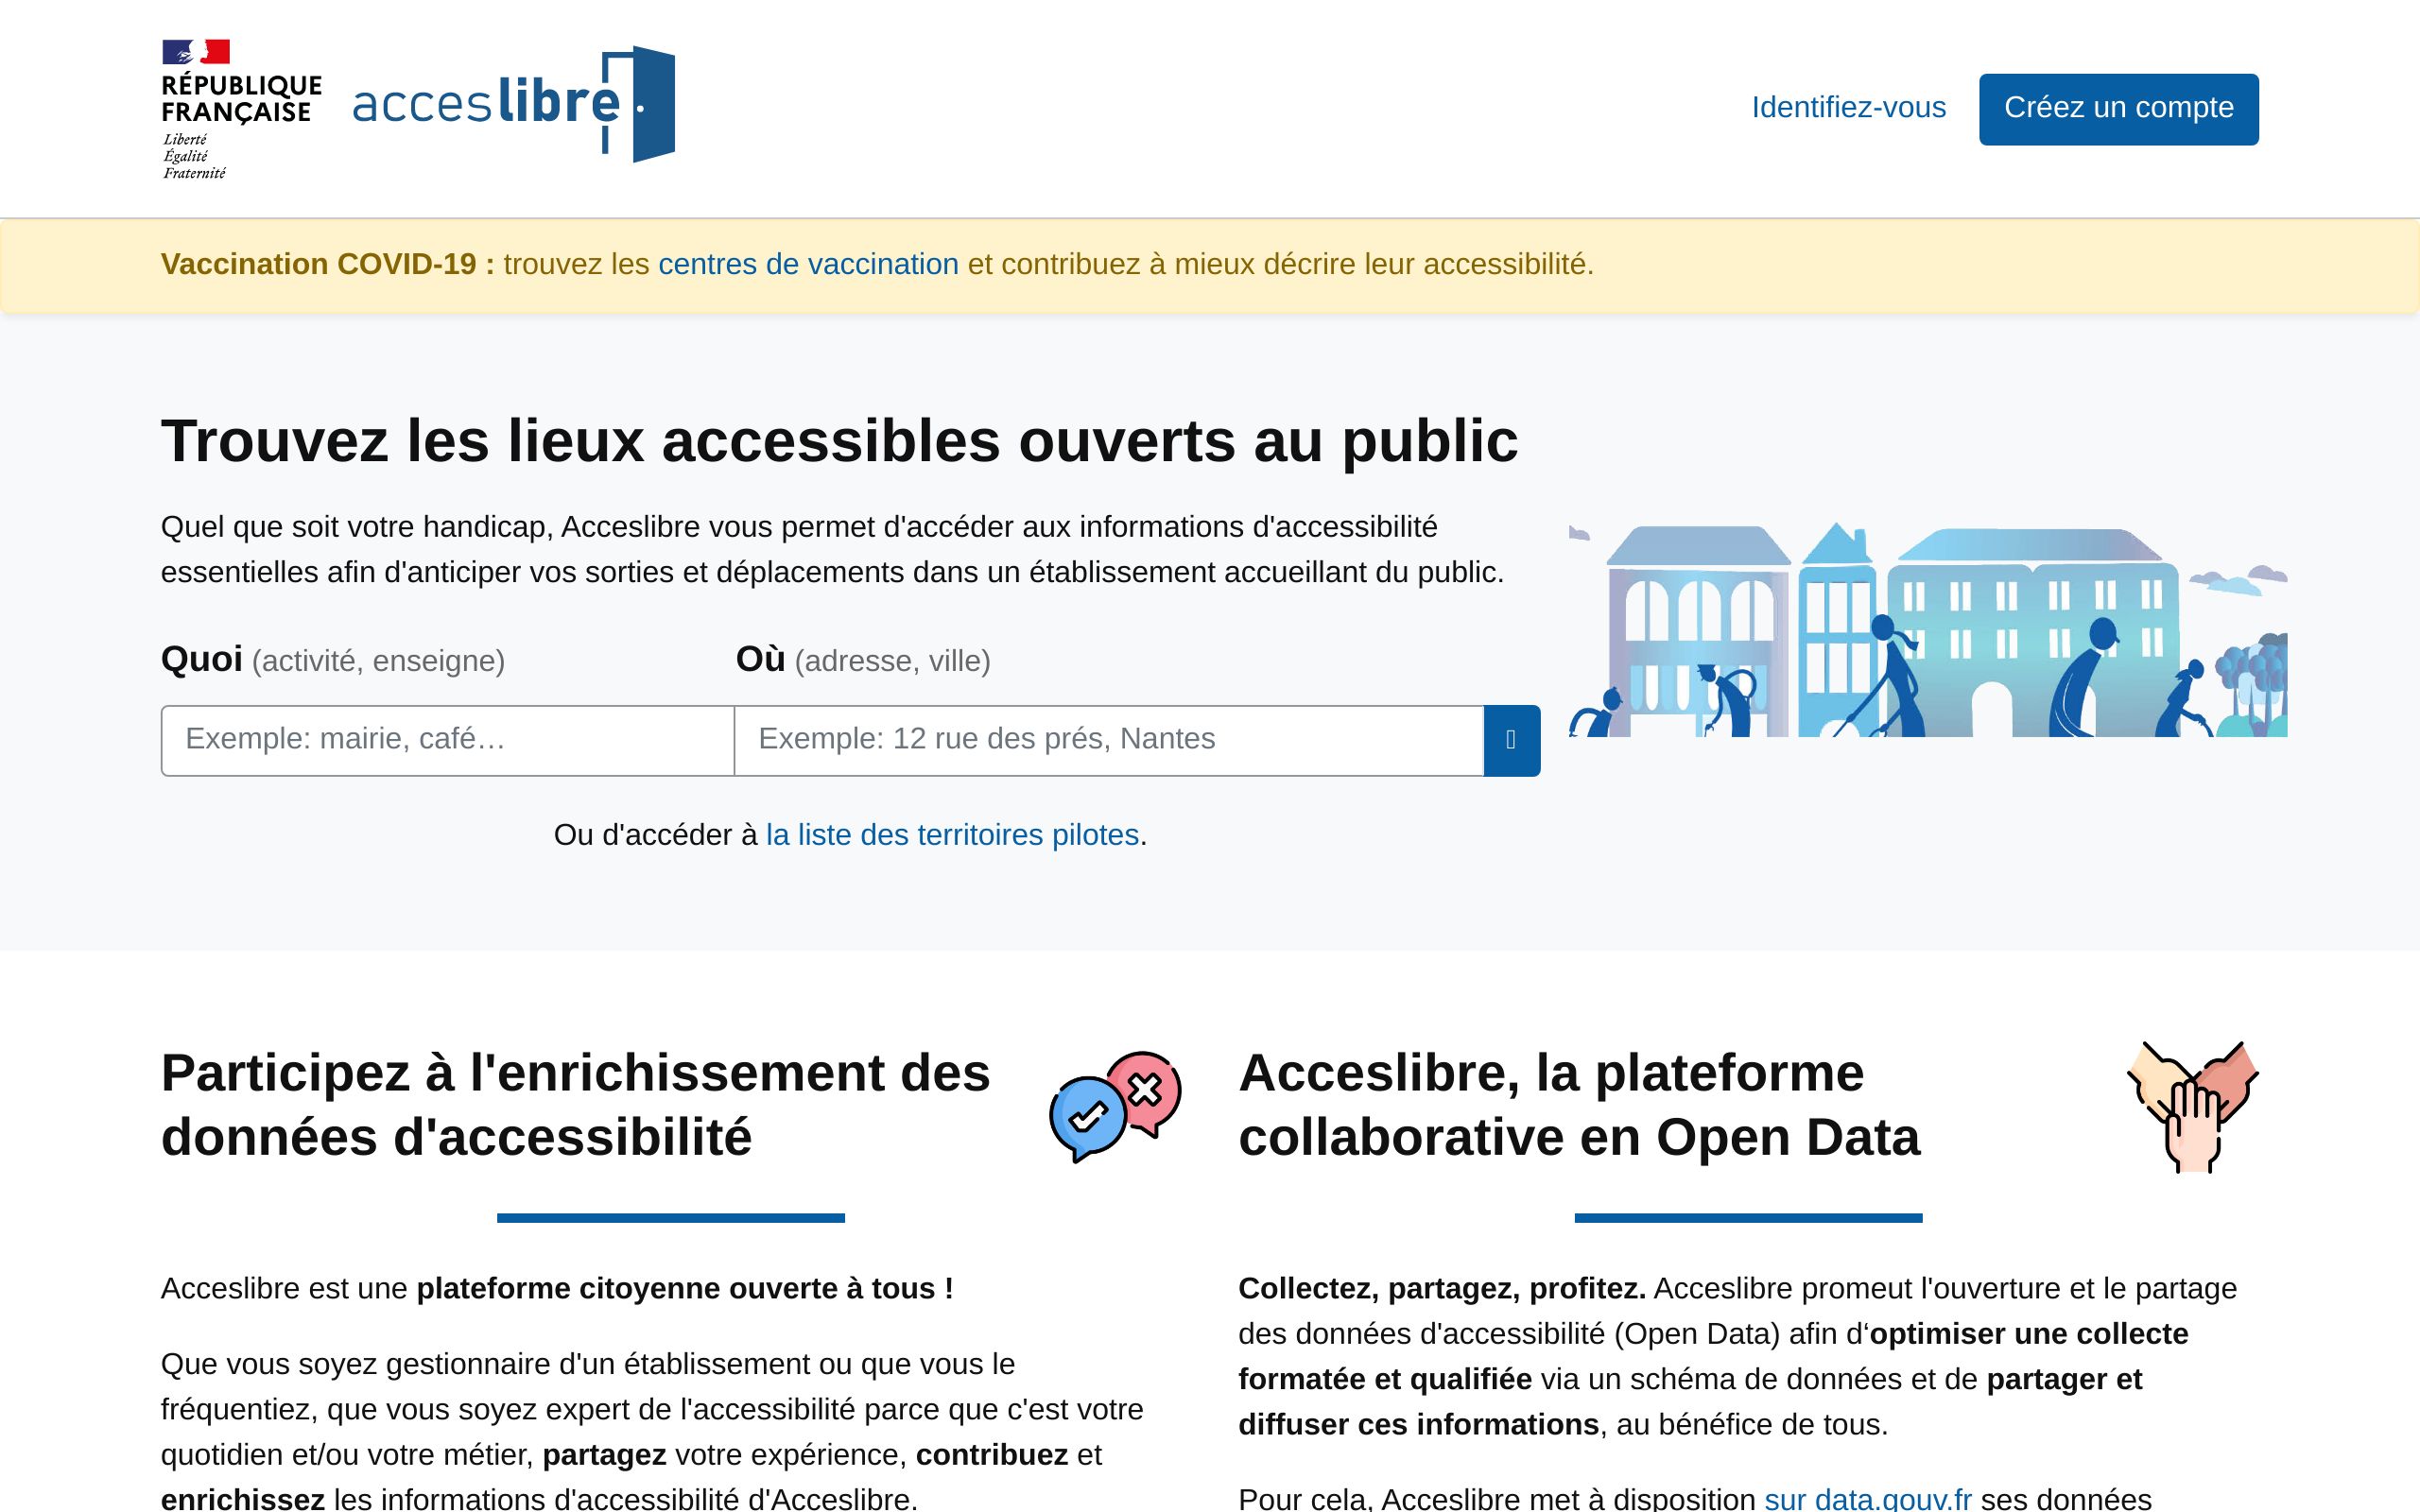 RÉPUBLIQUE
FRANÇAISE
Liberté
Égalité
Fraternité
acceslibre
Identifiez-vous
Créez un compte
Vaccination COVID-19 : trouvez les centres de vaccination et contribuez à mieux décrire leur accessibilité.
Trouvez les lieux accessibles ouverts au public
Quel que soit votre handicap, Acceslibre vous permet d'accéder aux informations d'accessibilité
essentielles afin d'anticiper vos sorties et déplacements dans un établissement accueillant du public.
Quoi (activité, enseigne)
Où (adresse, ville)
Exemple: mairie, café…
Exemple: 12 rue des prés, Nantes
Ou d'accéder à la liste des territoires pilotes.
Participez à l'enrichissement des
données d'accessibilité
Acceslibre est une plateforme citoyenne ouverte à tous !
Que vous soyez gestionnaire d'un établissement ou que vous le
fréquentiez, que vous soyez expert de l'accessibilité parce que c'est votre
quotidien et/ou votre métier, partagez votre expérience, contribuez et
enrichissez les informations d'accessibilité d'Acceslibre.
Acceslibre, la plateforme
collaborative en Open Data
Collectez, partagez, profitez. Acceslibre promeut l'ouverture et le partage
des données d'accessibilité (Open Data) afin d‘optimiser une collecte
formatée et qualifiée via un schéma de données et de partager et
diffuser ces informations, au bénéfice de tous.
Pour cela, Acceslibre met à disposition sur data.gouv.fr ses données